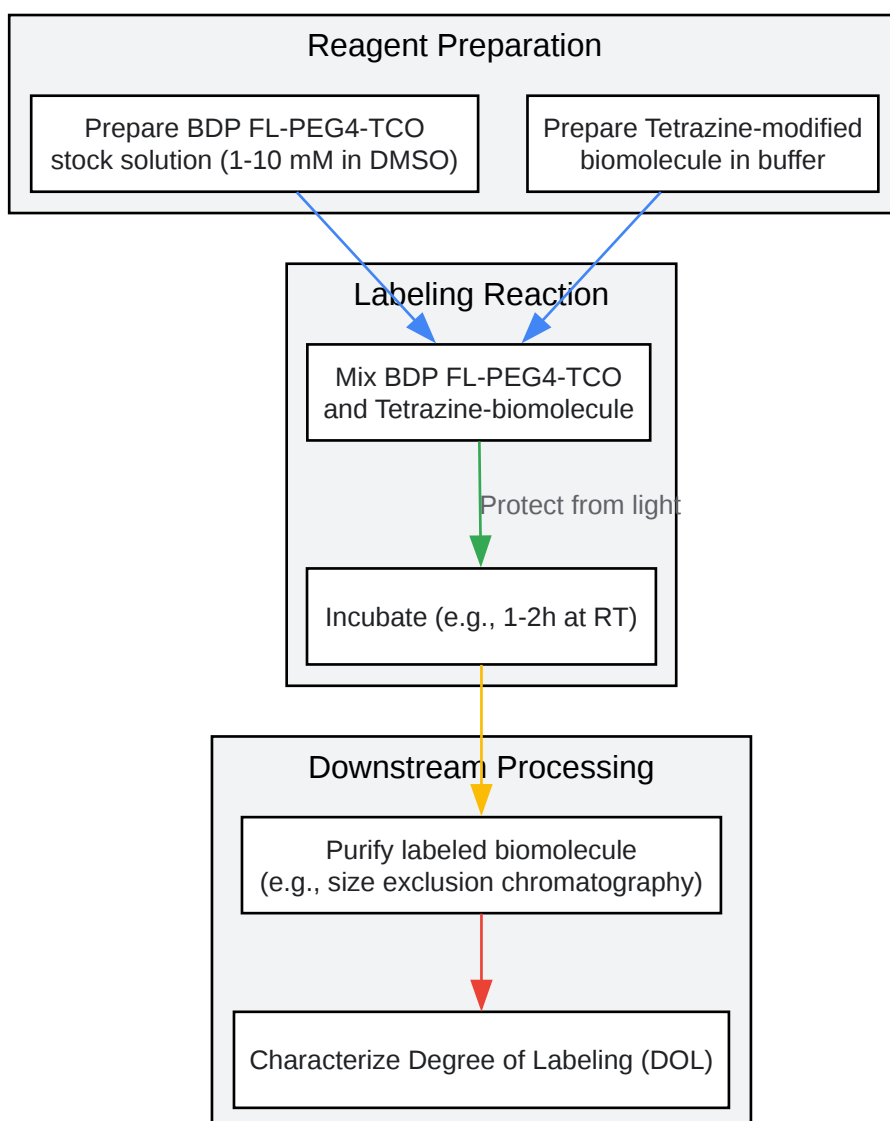 Reagent Preparation
Prepare BDP FL-PEG4-TCO
stock solution (1-10 mM in DMSO)
Prepare Tetrazine-modified
biomolecule in buffer
Labeling Reaction
Mix BDP FL-PEG4-TCO
and Tetrazine-biomolecule
Protect from light
Incubate (e.g., 1-2h at RT)
Downstream Processing
Purify labeled biomolecule
(e.g., size exclusion chromatography)
Characterize Degree of Labeling (DOL)